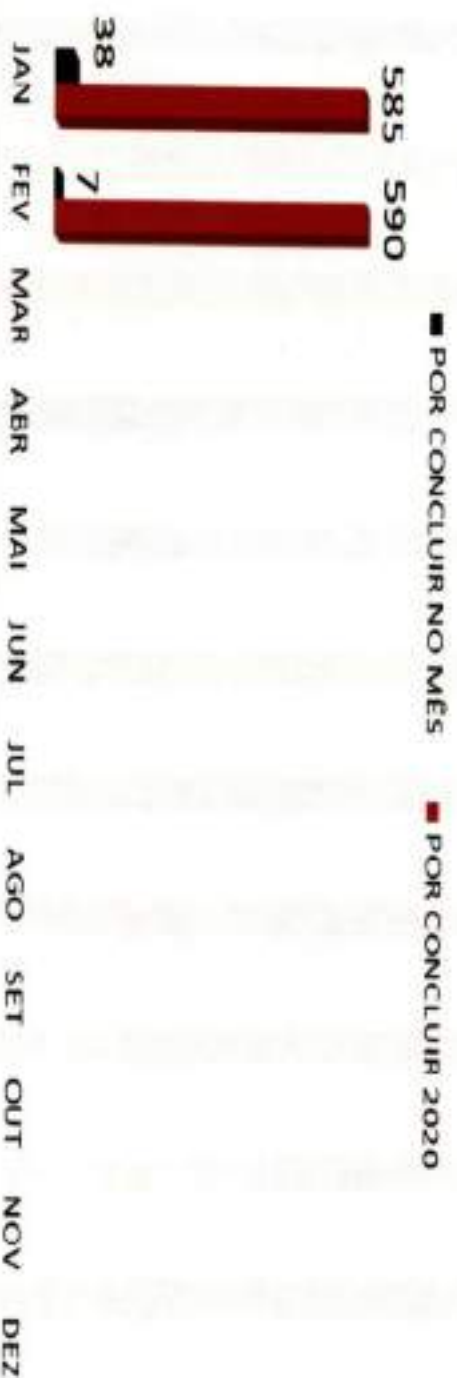 ■ POR CONCLUIR NO MÊS ■ POR CONCLUIR 2020
585 590
38 7
JAN FEV MAR ABR MAI JUN JUL AGO SET OUT NOV DEZ